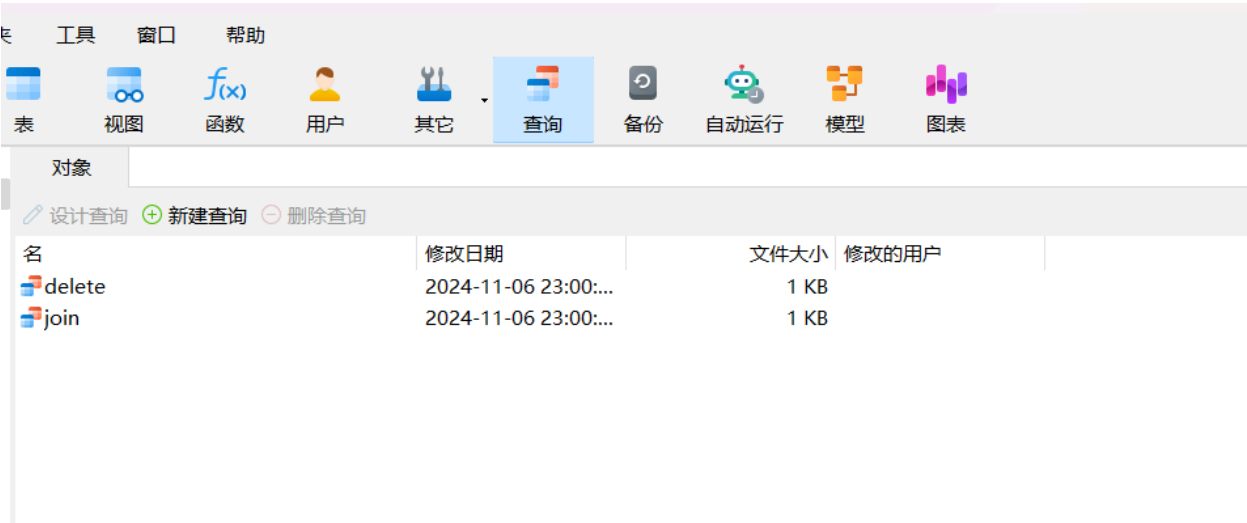 工具 窗口 帮助
表 视图 函数 用户 其它 查询 备份 自动运行 模型 图表
对象
设计查询 新建查询 删除查询
名 修改日期 文件大小 修改的用户
delete 2024-11-06 23:00:... 1 KB
join 2024-11-06 23:00:... 1 KB